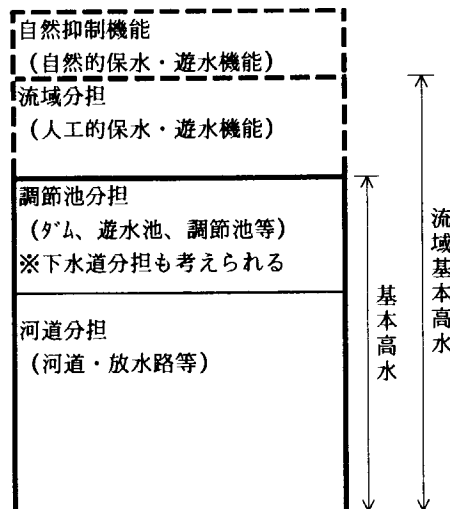 自然抑制機能
(自然的保水・遊水機能)
流域分担
(人工的保水・遊水機能)
調節池分担
(ダム、遊水池、調節池等)
※下水道分担も考えられる
河道分担
(河道・放水路等)
基本高水
流域基本高水